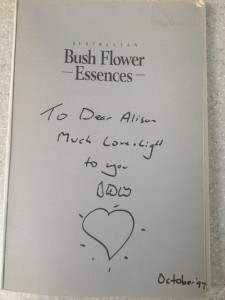 AUSTRALIAN
Bush Flower
—Essences—
To Dear Alison
Much Love & Light
to you
October '97